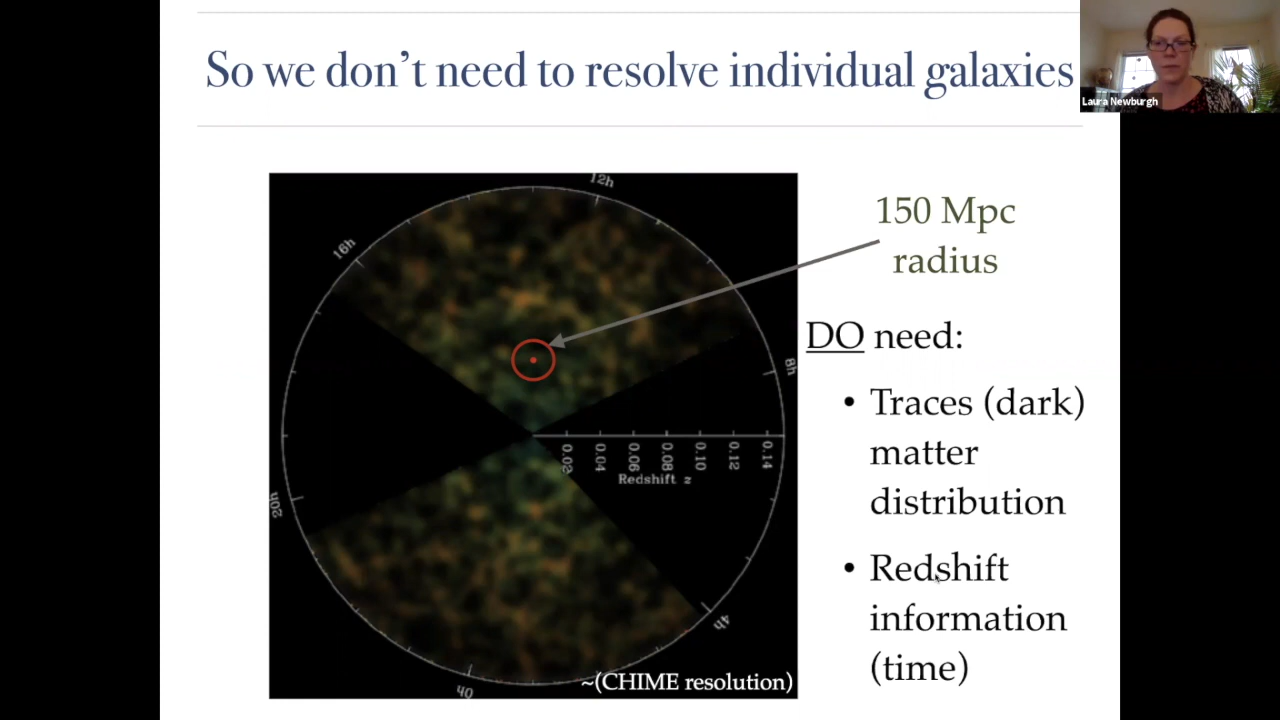 So we don't need to resolve individual galaxies
Laura Newburgh
12h
16h
8h
20h
4h
0h
0.02
0.04
0.06
0.08
0.10
0.12
0.14
Redshift z
~(CHIME resolution)
150 Mpc
radius
DO need:
• Traces (dark)
matter
distribution
• Redshift
information
(time)